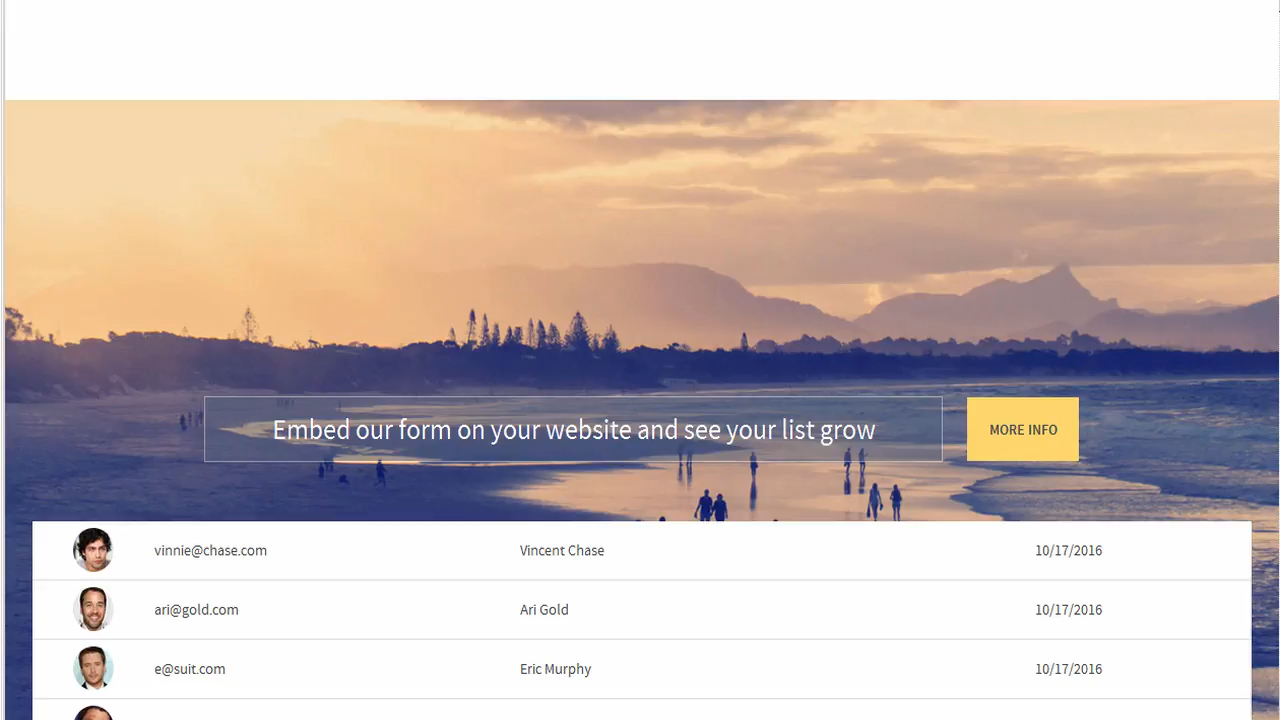 Embed our form on your website and see your list grow
MORE INFO
vinnie@chase.com Vincent Chase 10/17/2016
ari@gold.com Ari Gold 10/17/2016
e@suit.com Eric Murphy 10/17/2016